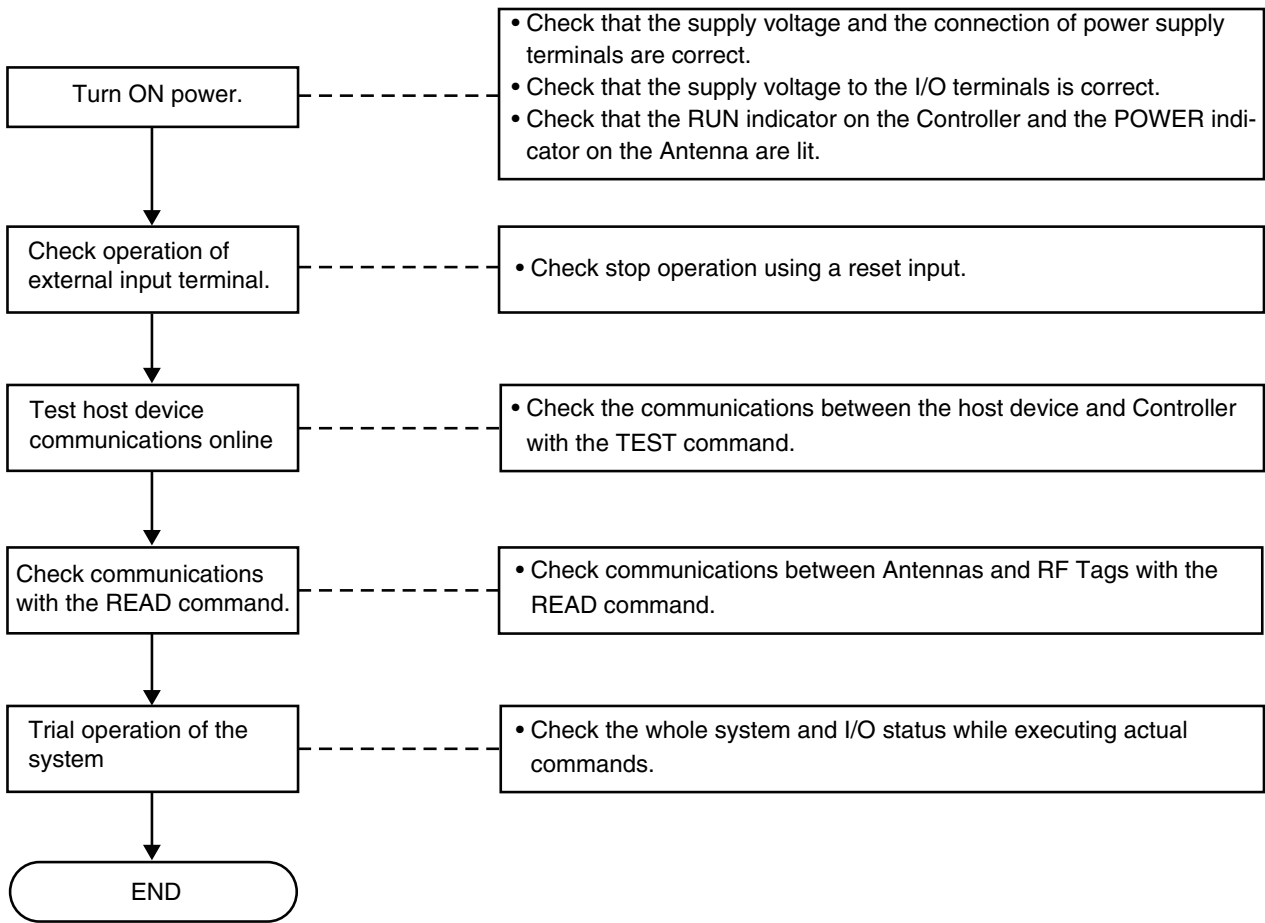 Turn ON power.
• Check that the supply voltage and the connection of power supply
terminals are correct.
• Check that the supply voltage to the I/O terminals is correct.
• Check that the RUN indicator on the Controller and the POWER indi-
cator on the Antenna are lit.
Check operation of
external input terminal.
• Check stop operation using a reset input.
Test host device
communications online
• Check the communications between the host device and Controller
with the TEST command.
Check communications
with the READ command.
• Check communications between Antennas and RF Tags with the
READ command.
Trial operation of the
system
• Check the whole system and I/O status while executing actual
commands.
END